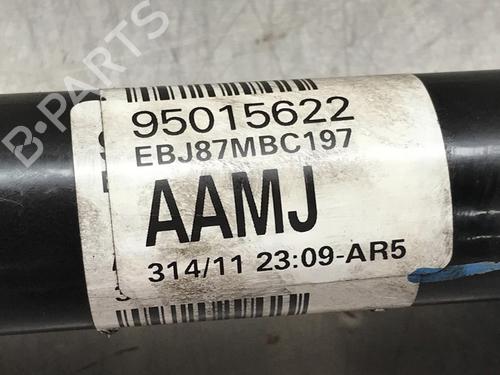 B-PARTS
95015622
EBJ87MBC197
AAMJ
314/11 23:09-AR5